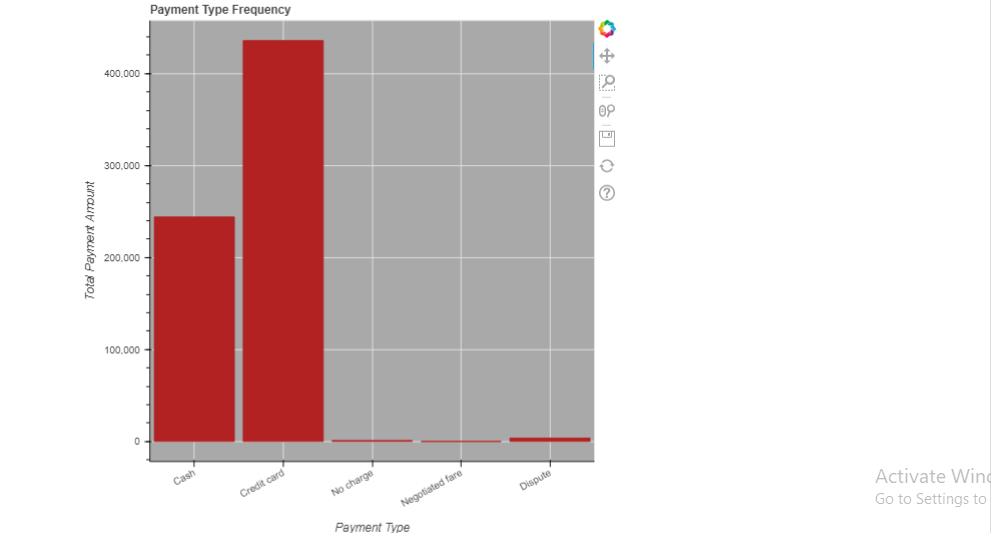 Payment Type Frequency
400,000
300,000
200,000
100,000
0
Total Payment Amount
Cash
Credit card
No charge
Negotiated fare
Dispute
Payment Type
Activate Wind
Go to Settings to